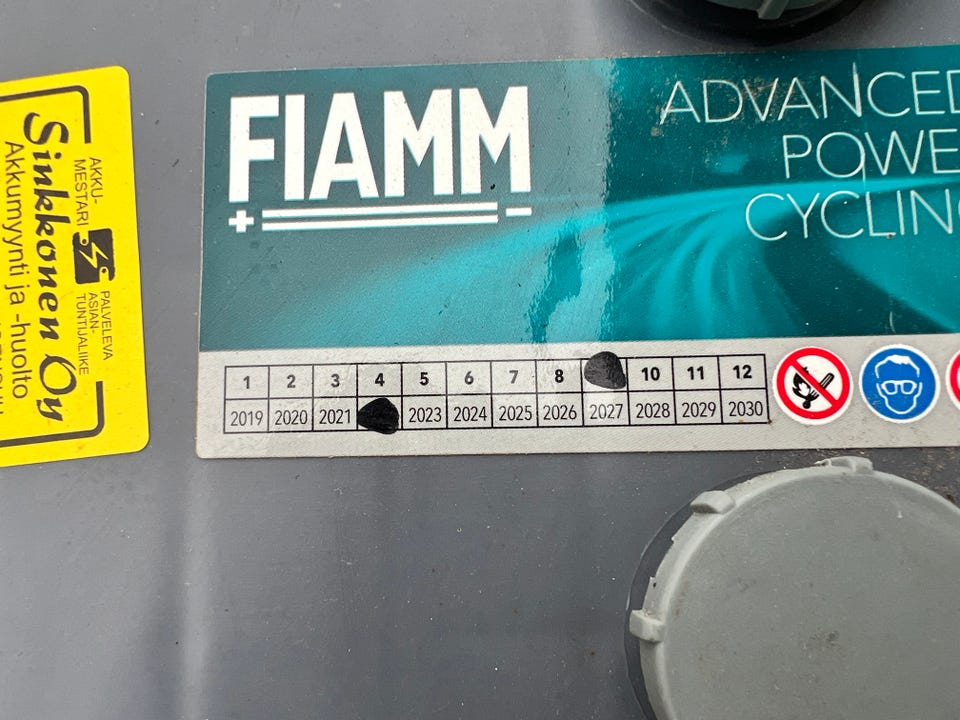 FIAMM
ADVANCED
POWE
CYCLIN
1 2 3 4 5 6 7 8 10 11 12
2019 2020 2021 2023 2024 2025 2026 2027 2028 2029 2030
AKKU-
MESTARI
PALVELEVA
ASIAN-
TUNTIJALIIKE
Sinkkonen Oy
Akkumyynti ja -huolto